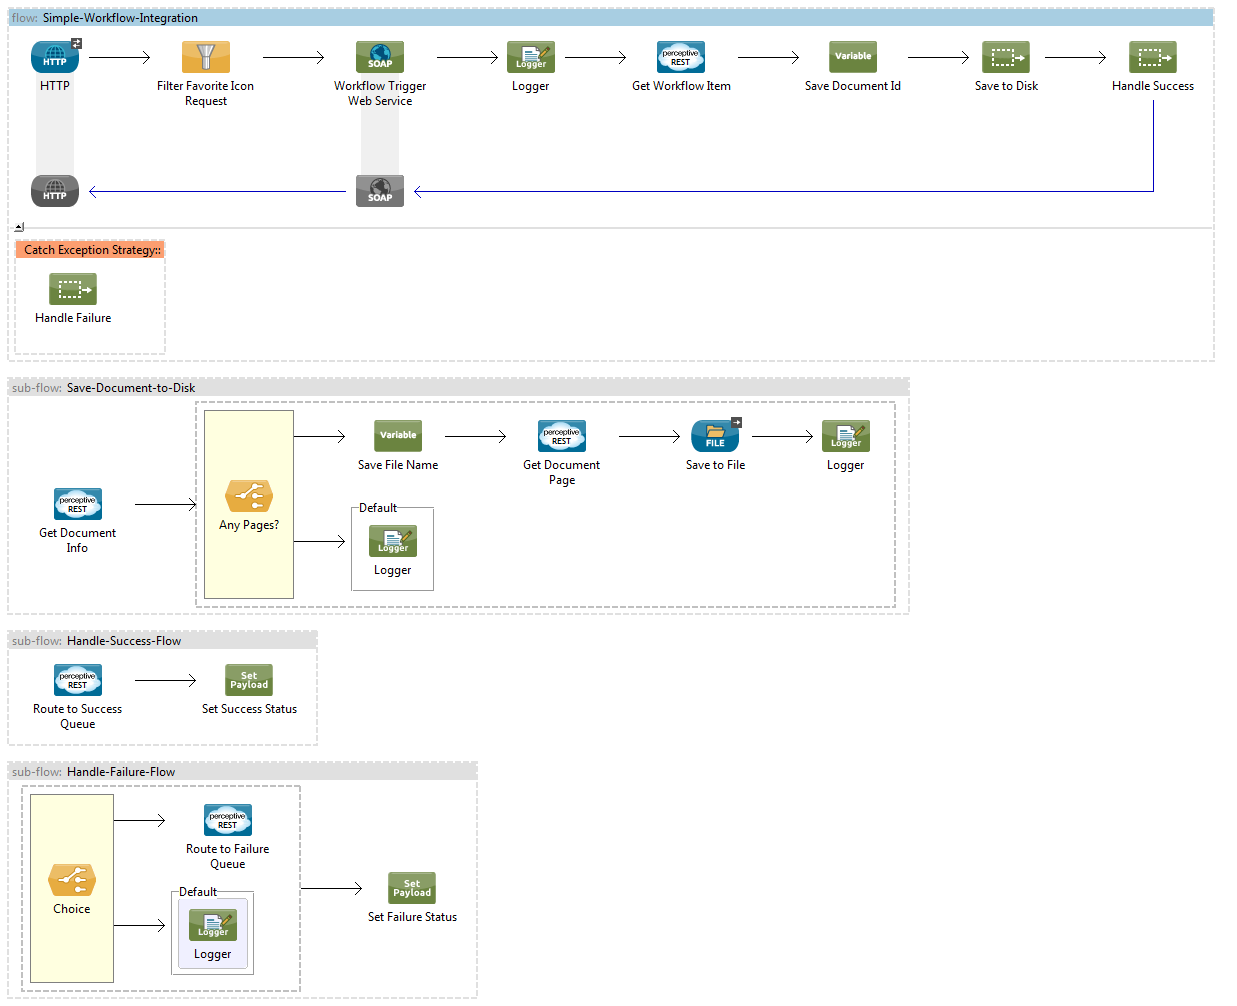 flow: Simple-Workflow-Integration
HTTP
SOAP
Logger
perceptive
REST
Variable
HTTP
Filter Favorite Icon
Request
Workflow Trigger
Web Service
Logger
Get Workflow Item
Save Document Id
Save to Disk
Handle Success
HTTP
SOAP
Catch Exception Strategy::
Handle Failure
sub-flow: Save-Document-to-Disk
Variable
perceptive
REST
FILE
Logger
Save File Name
Get Document
Page
Save to File
Logger
perceptive
REST
Get Document
Info
Any Pages?
Default
Logger
Logger
sub-flow: Handle-Success-Flow
perceptive
REST
Set
Payload
Route to Success
Queue
Set Success Status
sub-flow: Handle-Failure-Flow
perceptive
REST
Route to Failure
Queue
Choice
Default
Logger
Logger
Set
Payload
Set Failure Status